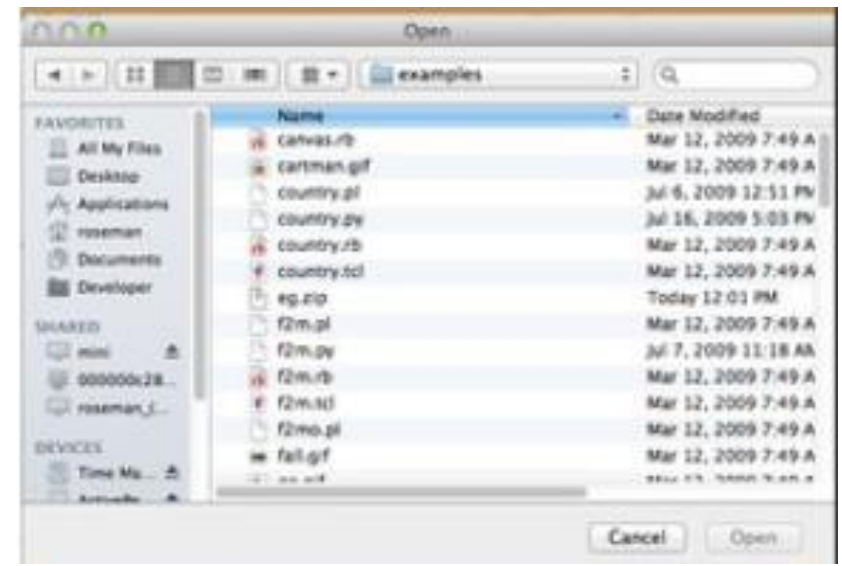 Open
examples
FAVORITES
All My Files
Desktop
Applications
roseman
Documents
Developer
SHARED
mini
000000c28...
roseman_(...
DEVICES
Time Ma...
Name Date Modified
canvas.rb Mar 12, 2009 7:49 A
cartman.gif Mar 12, 2009 7:49 A
country.pl Jul 6, 2009 12:51 PM
country.py Jul 16, 2009 5:03 PM
country.rb Mar 12, 2009 7:49 A
country.tcl Mar 12, 2009 7:49 A
eg.zip Today 12:01 PM
f2m.pl Mar 12, 2009 7:49 A
f2m.py Jul 7, 2009 11:18 AM
f2m.rb Mar 12, 2009 7:49 A
f2m.tcl Mar 12, 2009 7:49 A
f2mo.pl Mar 12, 2009 7:49 A
fall.gif Mar 12, 2009 7:49 A
Cancel Open